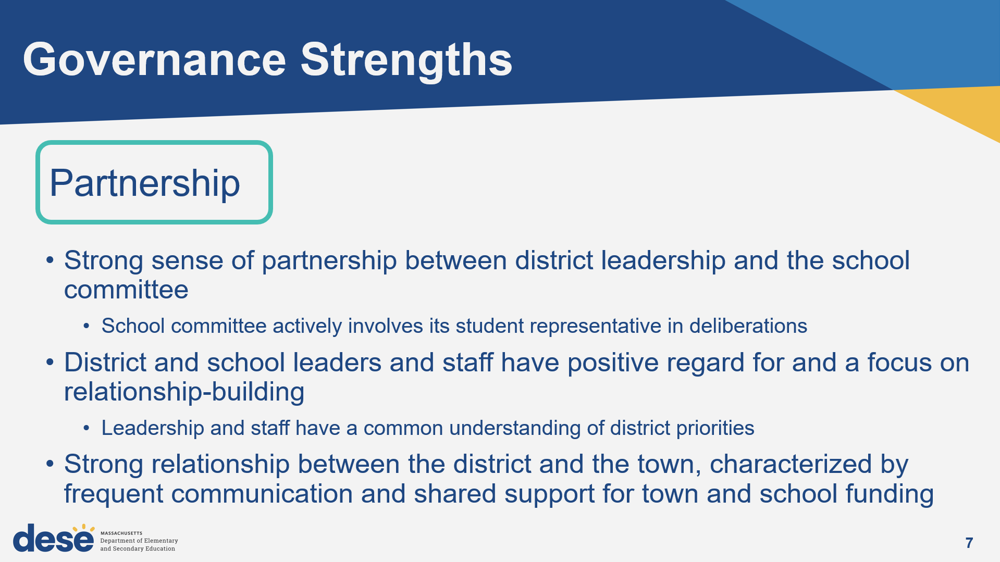 Governance Strengths
Partnership
• Strong sense of partnership between district leadership and the school
committee
• School committee actively involves its student representative in deliberations
• District and school leaders and staff have positive regard for and a focus on
relationship-building
• Leadership and staff have a common understanding of district priorities
• Strong relationship between the district and the town, characterized by
frequent communication and shared support for town and school funding
dese
MASSACHUSETTS
Department of Elementary
and Secondary Education
7